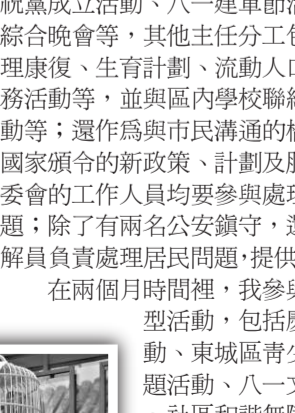 祝黨成立活動、八一建軍節活
綜合晚會等，其他主任分工包
理康復、生育計劃、流動人口
務活動等，並與區內學校聯絡
動等；還作為與市民溝通的橋
國家頒令的新政策、計劃及服
委會的工作人員均要參與處理
題；除了有兩名公安鎮守，還
解員負責處理居民問題，提供
在兩個月時間裡，我參與
型活動，包括慶
動、東城區青少
題活動、八一文
社區和諧無限